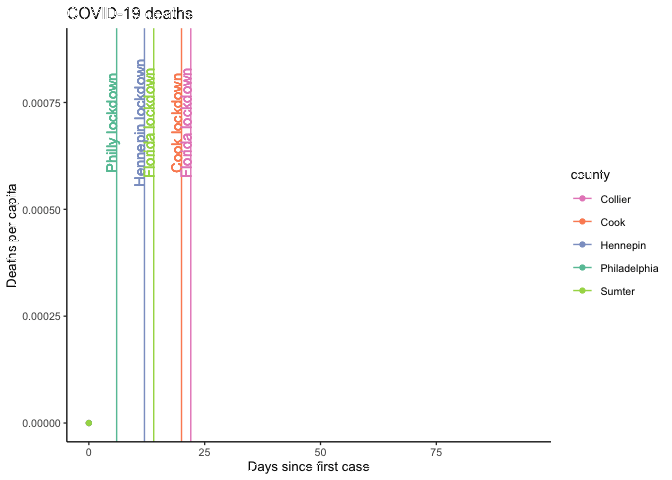 COVID-19 deaths
Deaths per capita
0.00075
0.00050
0.00025
0.00000
Philly lockdown
Hennepin lockdown
Florida lockdown
Cook lockdown
Florida lockdown
0
25
50
75
Days since first case
county
Collier
Cook
Hennepin
Philadelphia
Sumter